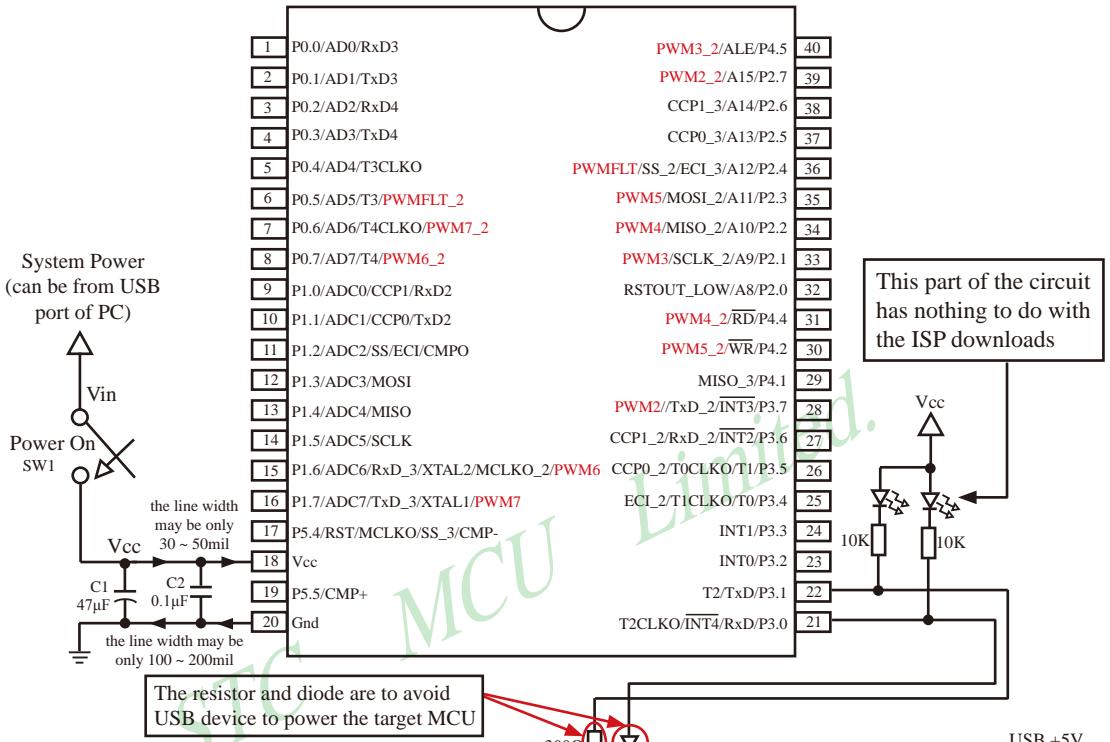 1 P0.0/AD0/RxD3
2 P0.1/AD1/TxD3
3 P0.2/AD2/RxD4
4 P0.3/AD3/TxD4
5 P0.4/AD4/T3CLKO
6 P0.5/AD5/T3/PWMFLT_2
7 P0.6/AD6/T4CLKO/PWM7_2
8 P0.7/AD7/T4/PWM6_2
9 P1.0/ADC0/CCP1/RxD2
10 P1.1/ADC1/CCP0/TxD2
11 P1.2/ADC2/SS/ECI/CMPO
12 P1.3/ADC3/MOSI
13 P1.4/ADC4/MISO
14 P1.5/ADC5/SCLK
15 P1.6/ADC6/RxD_3/XTAL2/MCLKO_2/PWM6
16 P1.7/ADC7/TxD_3/XTAL1/PWM7
17 P5.4/RST/MCLKO/SS_3/CMP-
18 Vcc
19 P5.5/CMP+
20 Gnd
PWM3_2/ALE/P4.5 40
PWM2_2/A15/P2.7 39
CCP1_3/A14/P2.6 38
CCP0_3/A13/P2.5 37
PWMFLT/SS_2/ECI_3/A12/P2.4 36
PWM5/MOSI_2/A11/P2.3 35
PWM4/MISO_2/A10/P2.2 34
PWM3/SCLK_2/A9/P2.1 33
RSTOUT_LOW/A8/P2.0 32
PWM4_2/RD/P4.4 31
PWM5_2/WR/P4.2 30
MISO_3/P4.1 29
PWM2//TxD_2/INT3/P3.7 28
CCP1_2/RxD_2/INT2/P3.6 27
CCP0_2/T0CLKO/T1/P3.5 26
ECI_2/T1CLKO/T0/P3.4 25
INT1/P3.3 24
INT0/P3.2 23
T2/TxD/P3.1 22
T2CLKO/INT4/RxD/P3.0 21
System Power
(can be from USB
port of PC)
Vin
Power On
SW1
the line width
may be only
30 ~ 50mil
Vcc
C1
47μF
C2
0.1μF
the line width may be
only 100 ~ 200mil
This part of the circuit
has nothing to do with
the ISP downloads
Vcc
10K
10K
The resistor and diode are to avoid
USB device to power the target MCU
USB +5V
STC MCU Limited.